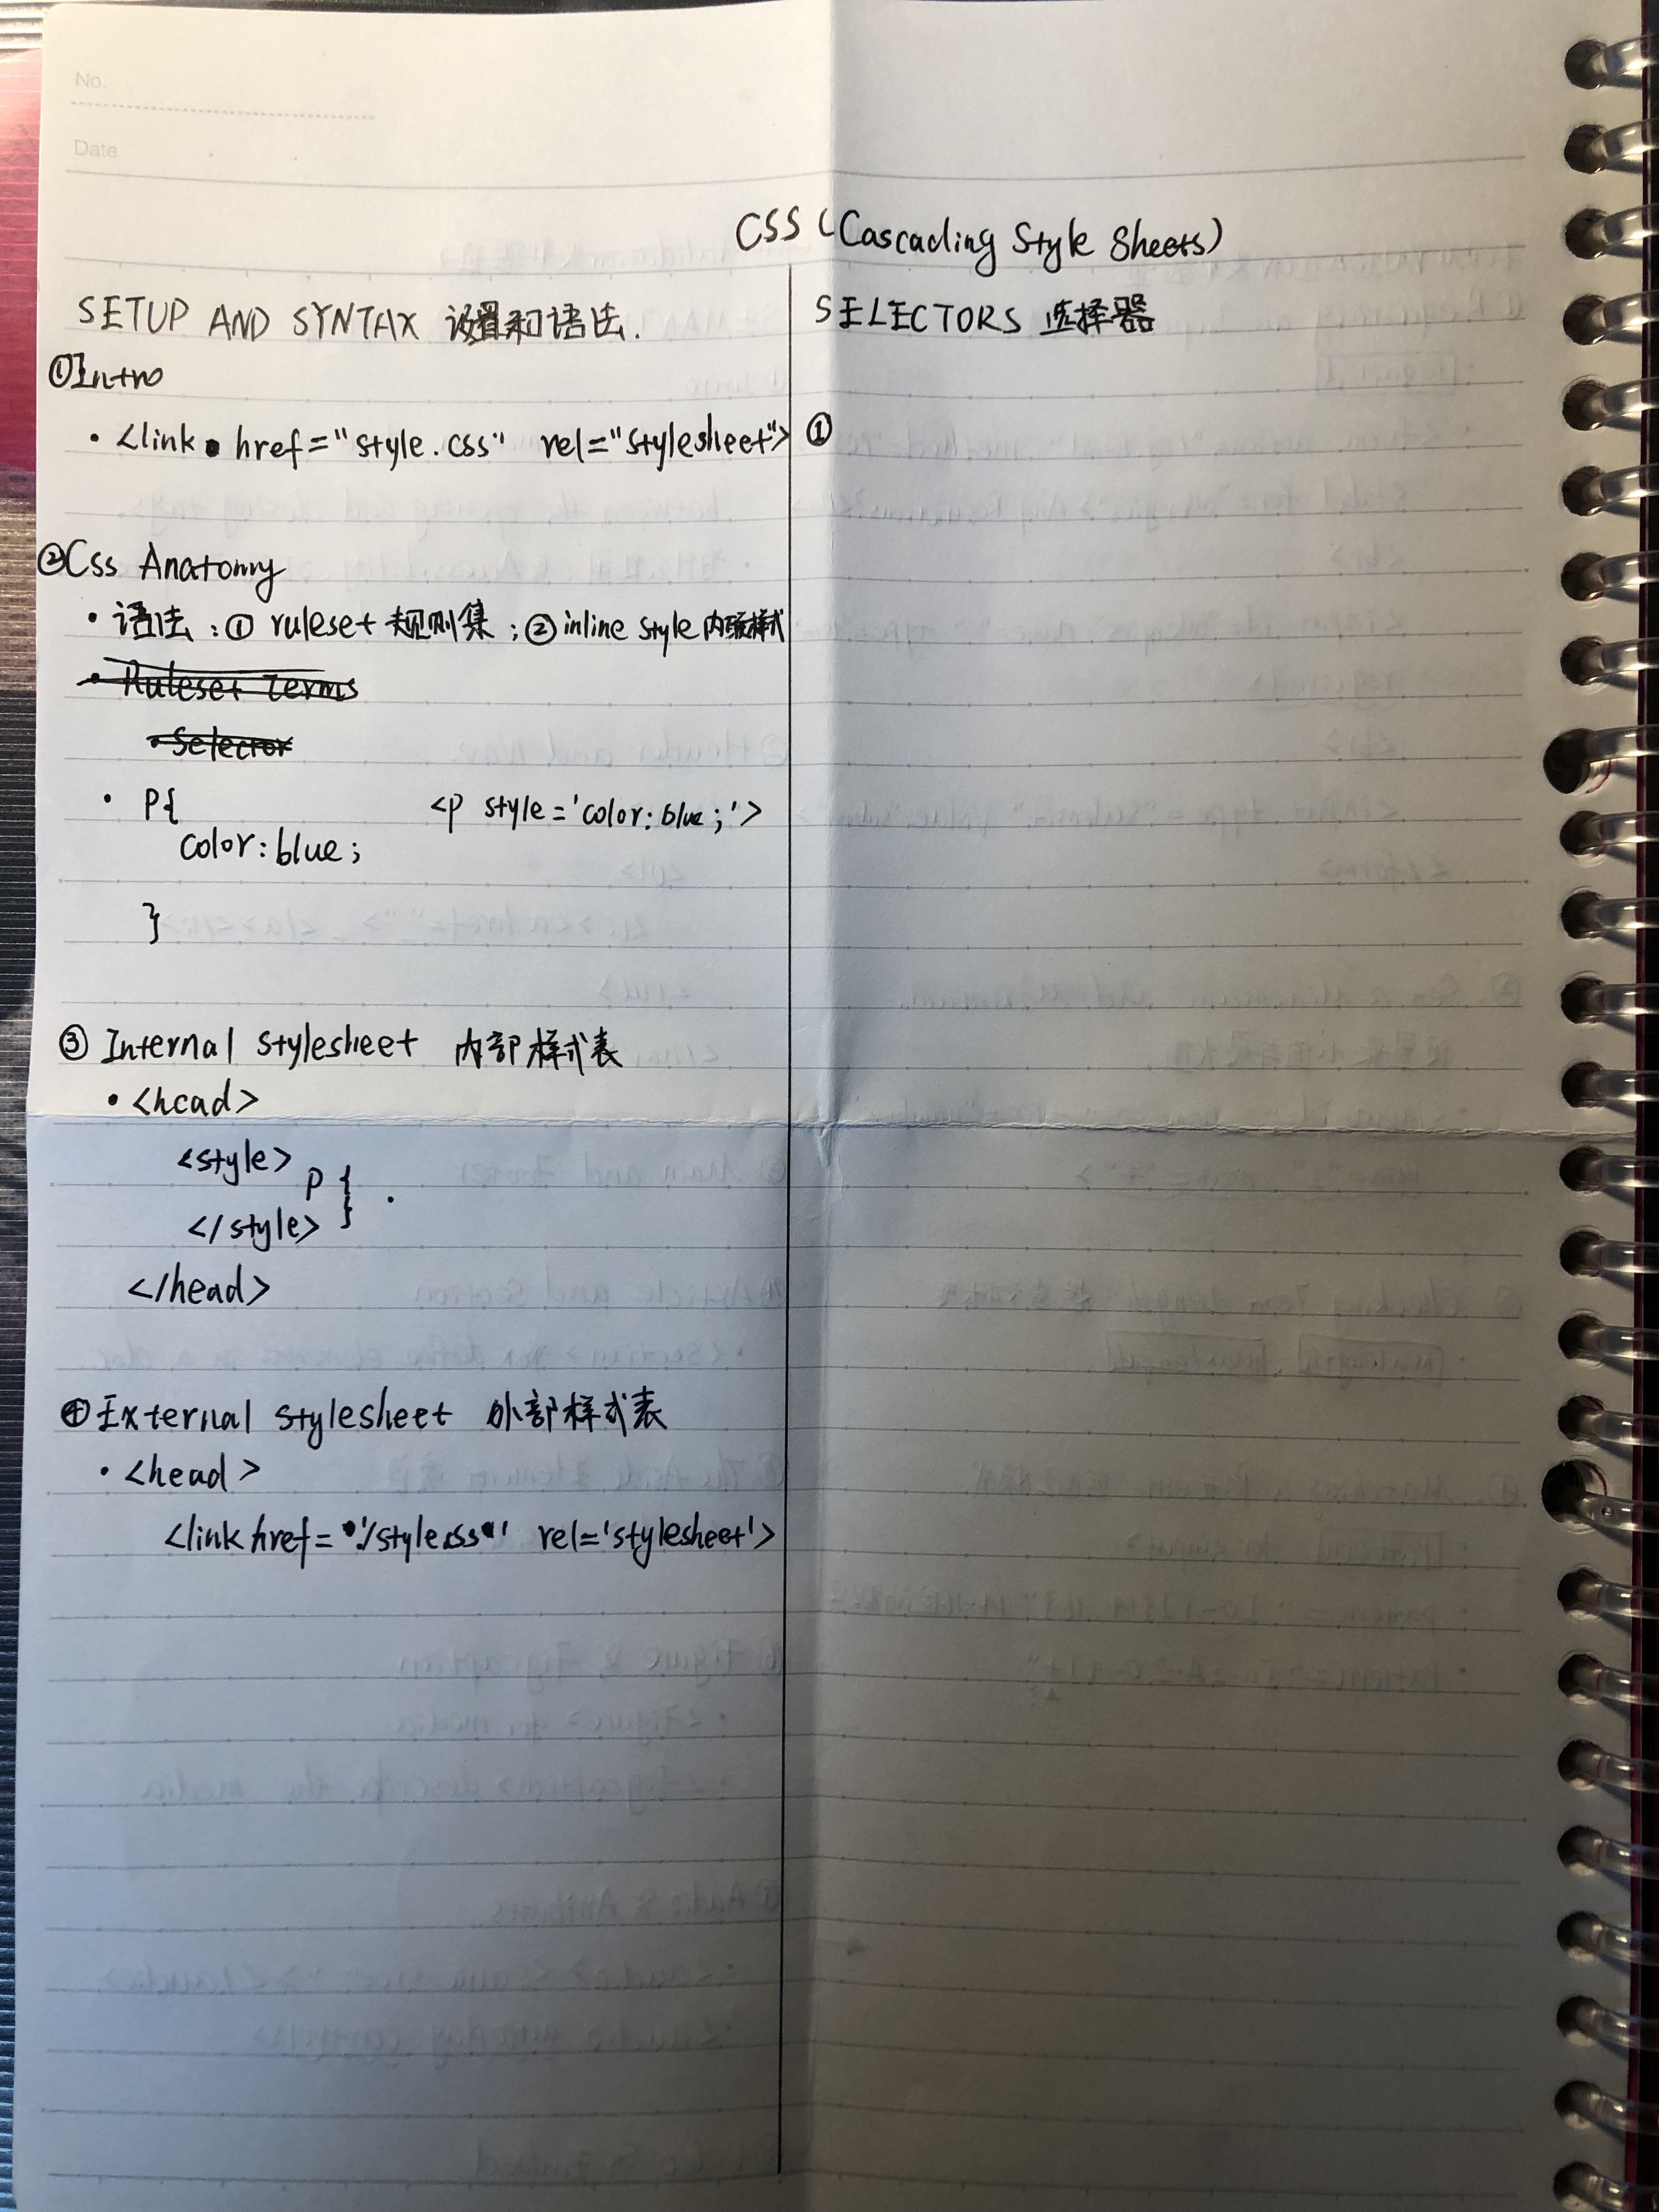 No.
Date
CSS (Cascading Style Sheets)
SETUP AND SYNTAX 设置和语法.
①Intro
• <link href="style.css" rel="stylesheet">
②Css Anatomy
• 语法:① ruleset 规则集;② inline style 内联样式
• Ruleset Terms
• Selector
• P{ <p style='color:blue;'>
color:blue;
}
③ Internal stylesheet 内部样式表
• <head>
<style>
P {
}
</style>
</head>
④External stylesheet 外部样式表
• <head>
<link href='./style.css' rel='stylesheet'>
SELECTORS 选择器
①